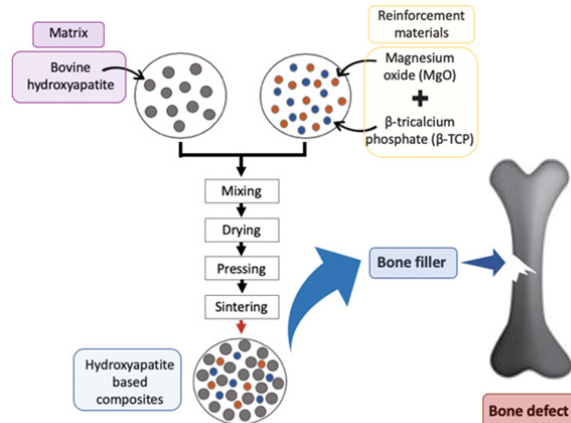 Matrix
Bovine
hydroxyapatite
Reinforcement
materials
Magnesium
oxide (MgO)
+
β-tricalcium
phosphate (β-TCP)
Mixing
Drying
Pressing
Sintering
Hydroxyapatite
based
composites
Bone filler
Bone defect